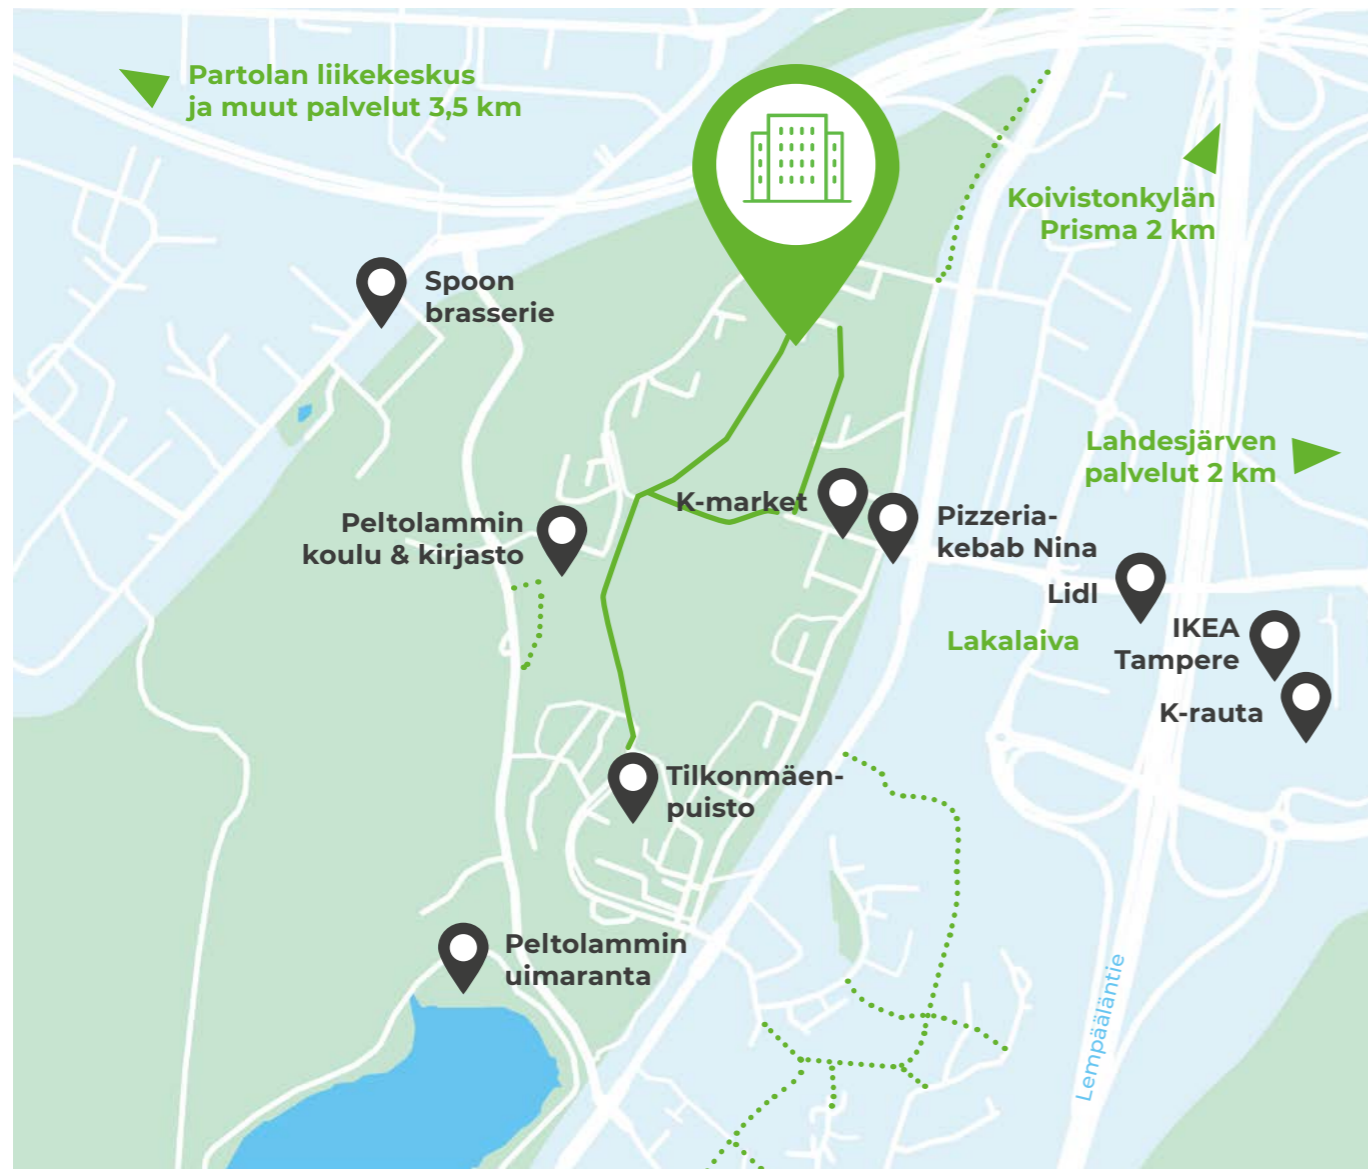 Partolan liikekeskus
ja muut palvelut 3,5 km
Koivistonkylän
Prisma 2 km
Spoon
brasserie
Lahdesjärven
palvelut 2 km
K-market
Peltolammin
koulu & kirjasto
Pizzeria-
kebab Nina
Lidl
Lakalaiva
IKEA
Tampere
K-rauta
Tilkonmäen-
puisto
Peltolammin
uimaranta
Lempääläntie